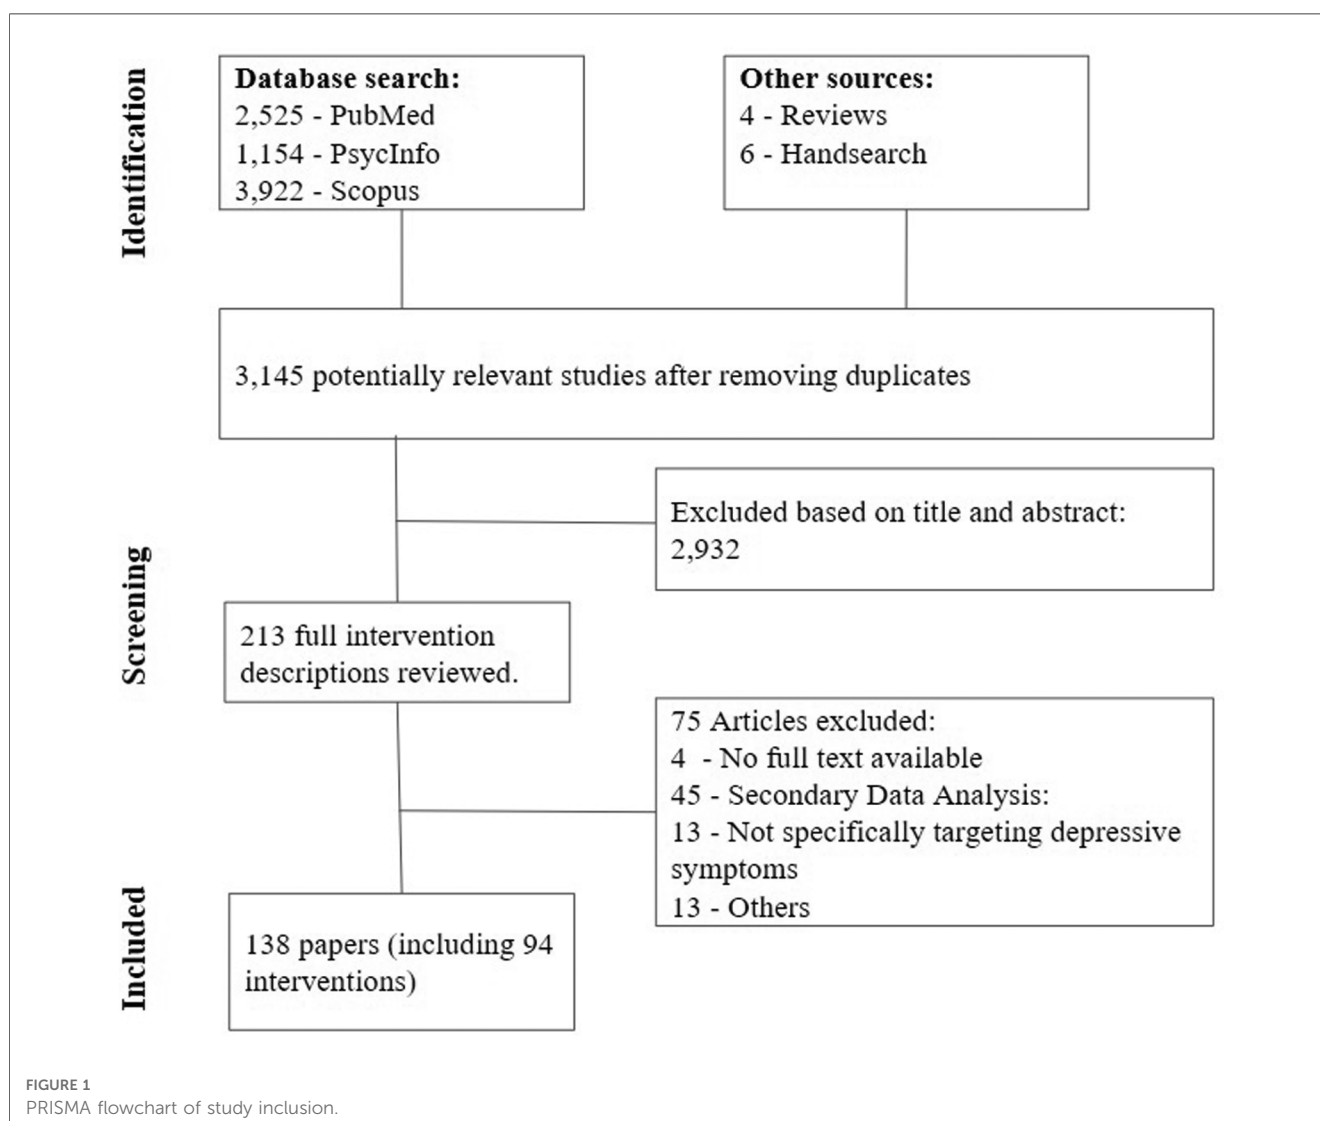 Identification
Database search:
2,525 - PubMed
1,154 - PsycInfo
3,922 - Scopus
Other sources:
4 - Reviews
6 - Handsearch
3,145 potentially relevant studies after removing duplicates
Screening
Excluded based on title and abstract:
2,932
213 full intervention
descriptions reviewed.
75 Articles excluded:
4 - No full text available
45 - Secondary Data Analysis:
13 - Not specifically targeting depressive
symptoms
13 - Others
Included
138 papers (including 94
interventions)
FIGURE 1
PRISMA flowchart of study inclusion.